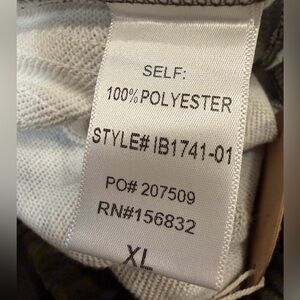 SELF:
100% POLYESTER
STYLE# IB1741-01
PO# 207509
RN#156832
XL